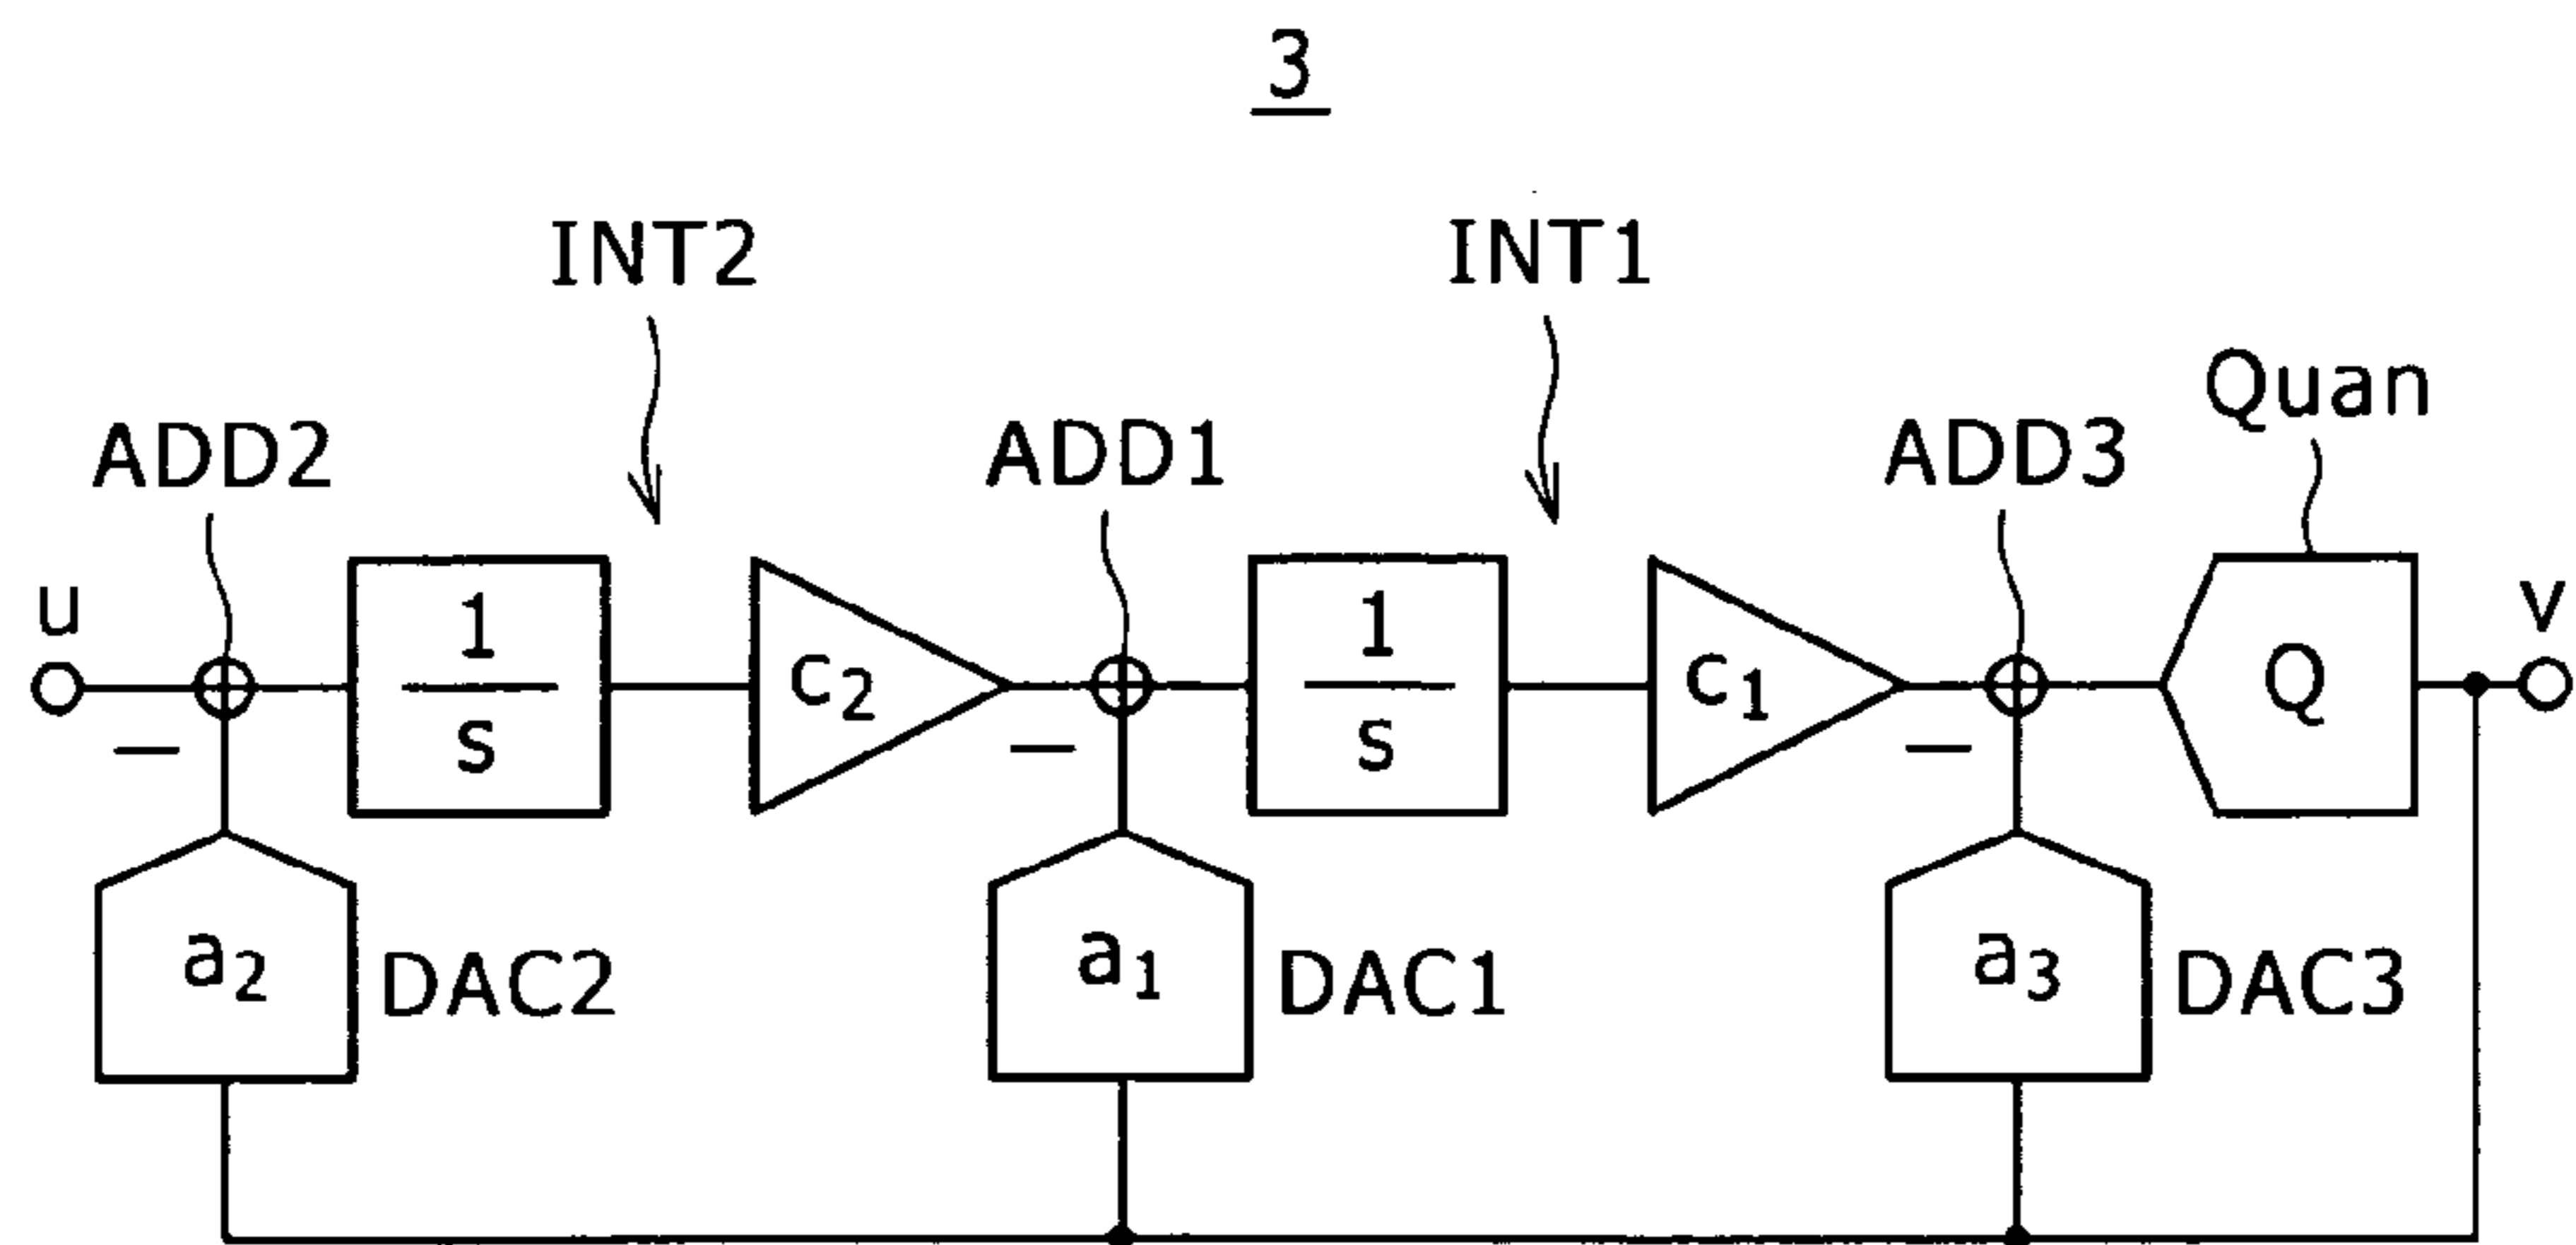 3
INT2
INT1
Quan
ADD2
ADD1
ADD3
u
1
s
c2
1
s
c1
Q
v
−
−
−
a2
DAC2
a1
DAC1
a3
DAC3